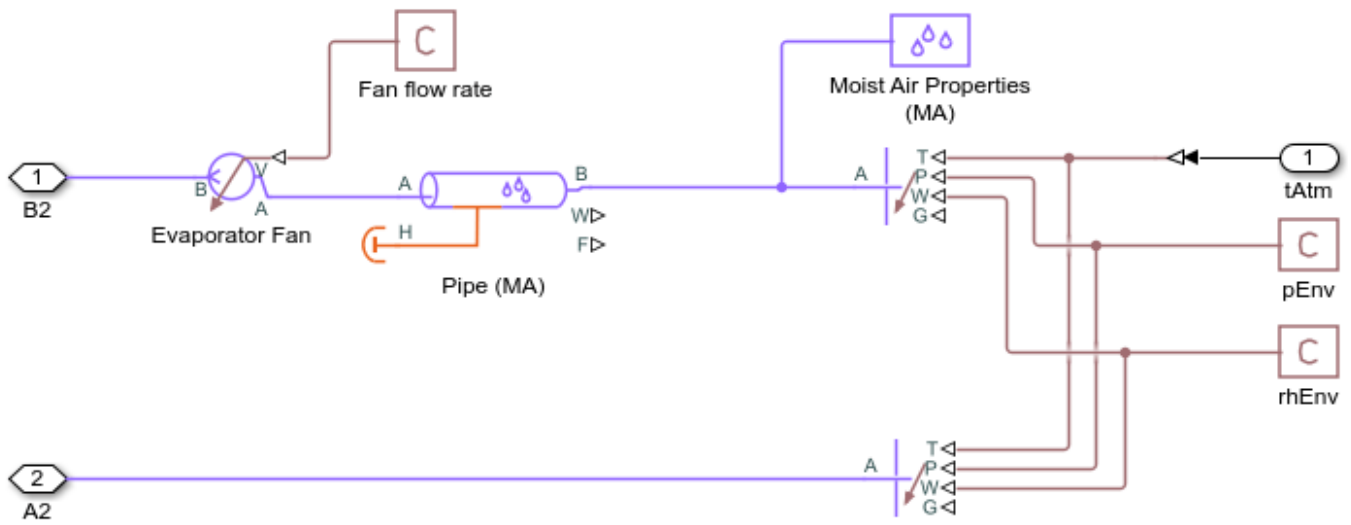 C
Fan flow rate
Moist Air Properties
(MA)
1
B2
B
V
A
Evaporator Fan
A
B
H
W
F
Pipe (MA)
A
T
P
W
G
1
tAtm
C
pEnv
C
rhEnv
2
A2
A
T
P
W
G